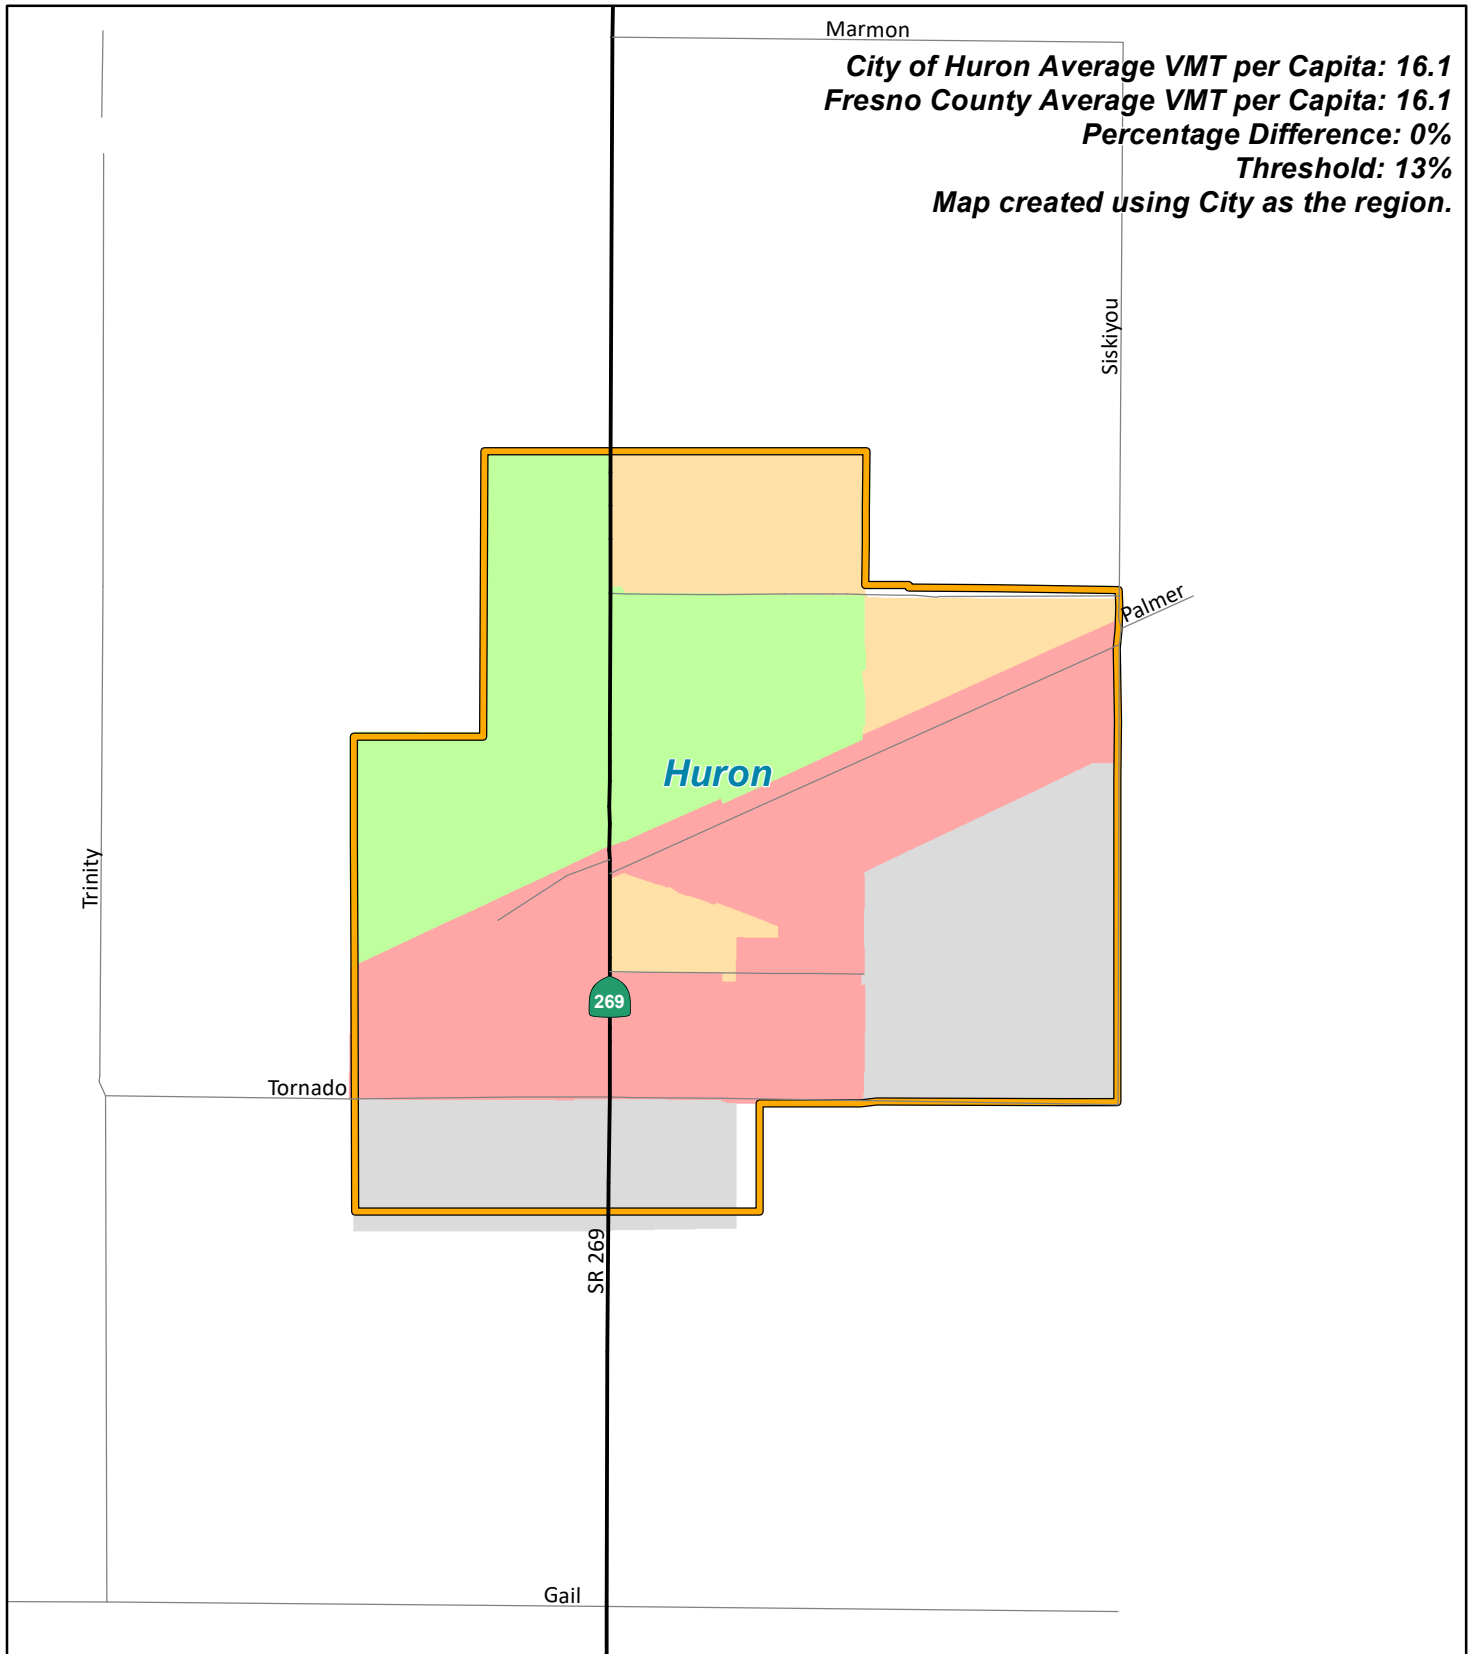 Marmon
City of Huron Average VMT per Capita: 16.1
Fresno County Average VMT per Capita: 16.1
Percentage Difference: 0%
Threshold: 13%
Map created using City as the region.
Siskiyou
Palmer
Huron
Trinity
269
Tornado
SR 269
Gail